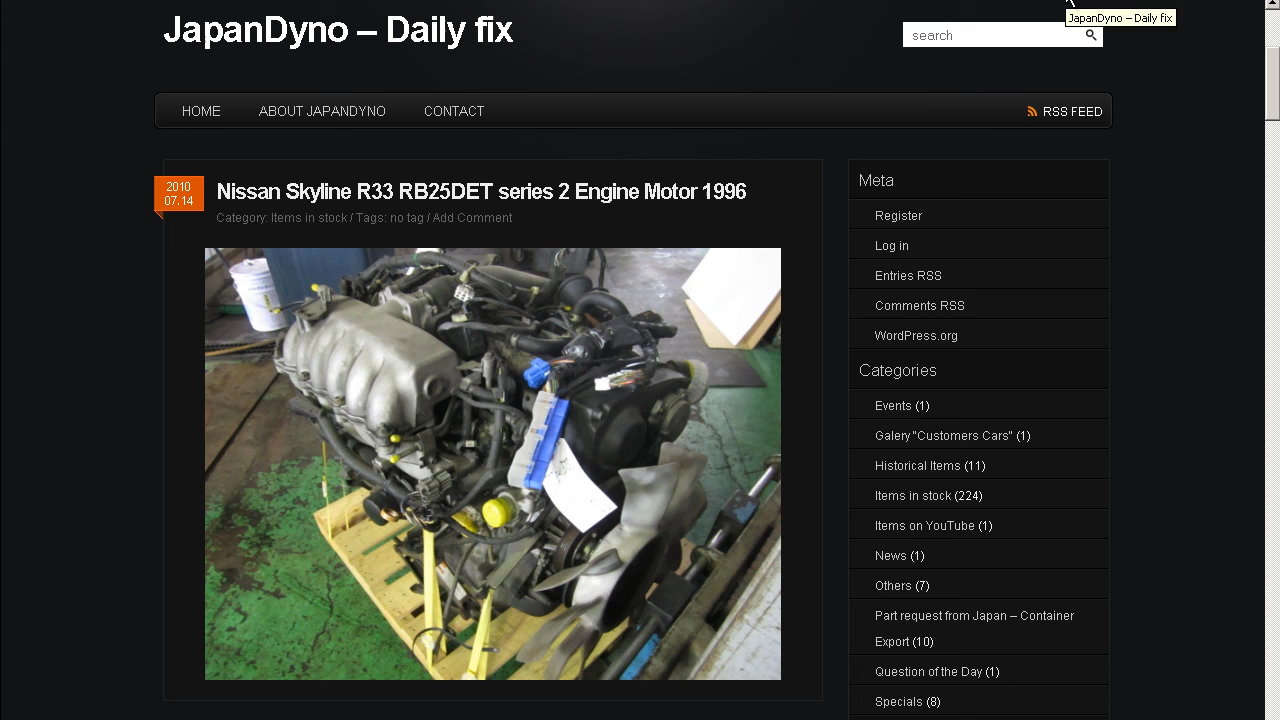 JapanDyno – Daily fix
JapanDyno – Daily fix
search
HOME
ABOUT JAPANDYNO
CONTACT
RSS FEED
2010
07.14
Nissan Skyline R33 RB25DET series 2 Engine Motor 1996
Category: Items in stock / Tags: no tag / Add Comment
Meta
Register
Log in
Entries RSS
Comments RSS
WordPress.org
Categories
Events (1)
Galery"Customers Cars" (1)
Historical Items (11)
Items in stock (224)
Items on YouTube (1)
News (1)
Others (7)
Part request from Japan – Container
Export (10)
Question of the Day (1)
Specials (8)